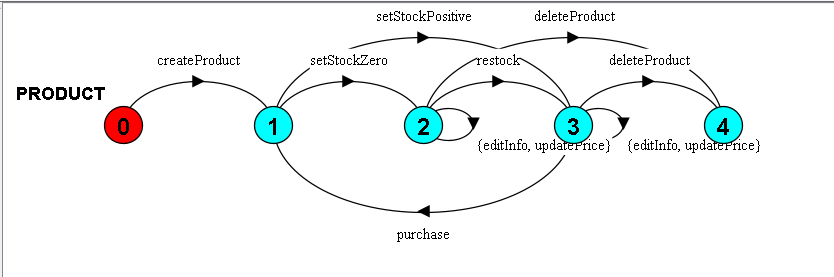 setStockPositive
deleteProduct
createProduct
setStockZero
restock
deleteProduct
PRODUCT
0
1
2
3
4
{editInfo, updatePrice}
{editInfo, updatePrice}
purchase